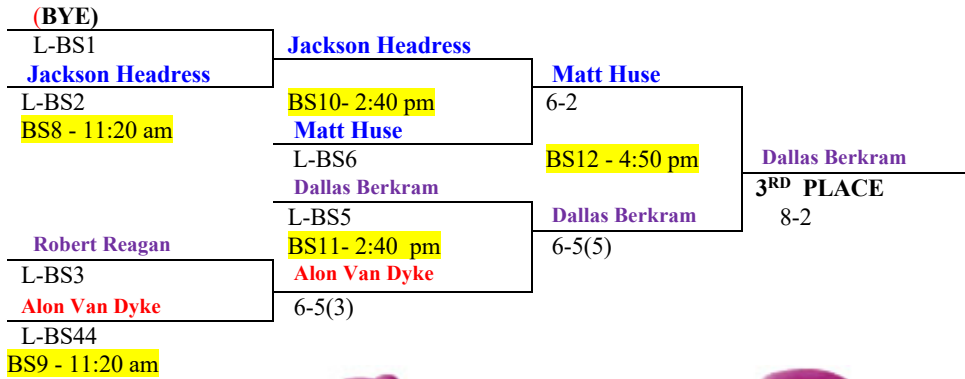 (BYE)
L-BS1
Jackson Headress
Jackson Headress
Matt Huse
L-BS2
BS10- 2:40 pm
6-2
BS8 - 11:20 am
Matt Huse
L-BS6
BS12 - 4:50 pm
Dallas Berkram
Dallas Berkram
3RD PLACE
L-BS5
Dallas Berkram
8-2
Robert Reagan
BS11- 2:40 pm
6-5(5)
L-BS3
Alon Van Dyke
Alon Van Dyke
6-5(3)
L-BS44
BS9 - 11:20 am